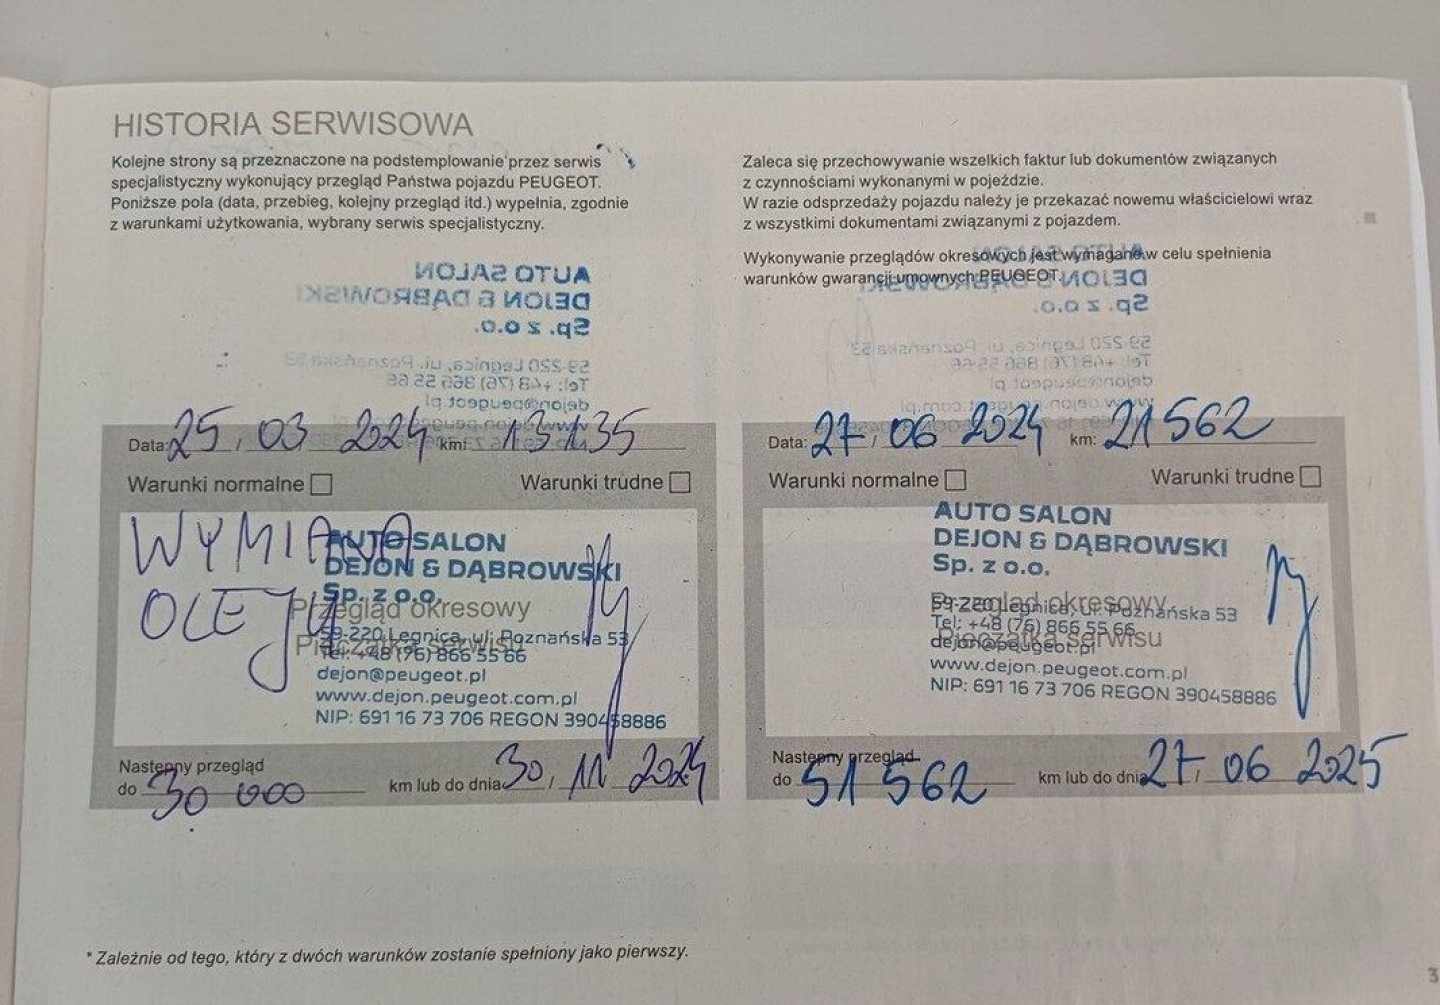 HISTORIA SERWISOWA
Kolejne strony są przeznaczone na podstemplowanie przez serwis
specjalistyczny wykonujący przegląd Państwa pojazdu PEUGEOT.
Poniższe pola (data, przebieg, kolejny przegląd itd.) wypełnia, zgodnie
z warunkami użytkowania, wybrany serwis specjalistyczny.
Data: 25 / 03 2024 km: 13135
Warunki normalne Warunki trudne
WYMIANA
OLEJU
AUTO SALON
DEJON & DĄBROWSKI
Sp. z o.o.
Przegląd okresowy
59-220 Legnica, ul. Poznańska 53
Pieczątka serwisu
Tel: +48 (76) 866 55 66
dejon@peugeot.pl
www.dejon.peugeot.com.pl
NIP: 691 16 73 706 REGON 390458886
Następny przegląd
do 30 000 km lub do dnia 30 / 11 2024
Zaleca się przechowywanie wszelkich faktur lub dokumentów związanych
z czynnościami wykonanymi w pojeździe.
W razie odsprzedaży pojazdu należy je przekazać nowemu właścicielowi wraz
z wszystkimi dokumentami związanymi z pojazdem.
Wykonywanie przeglądów okresowych jest wymagane w celu spełnienia
warunków gwarancji umownych PEUGEOT.
Data: 27 / 06 2024 km: 21562
Warunki normalne Warunki trudne
AUTO SALON
DEJON & DĄBROWSKI
Sp. z o.o.
Przegląd okresowy
59-220 Legnica, ul. Poznańska 53
Tel: +48 (76) 866 55 66
Pieczątka serwisu
dejon@peugeot.pl
www.dejon.peugeot.com.pl
NIP: 691 16 73 706 REGON 390458886
Następny przegląd
do 51 562 km lub do dnia 27 / 06 2025
* Zależnie od tego, który z dwóch warunków zostanie spełniony jako pierwszy.
3